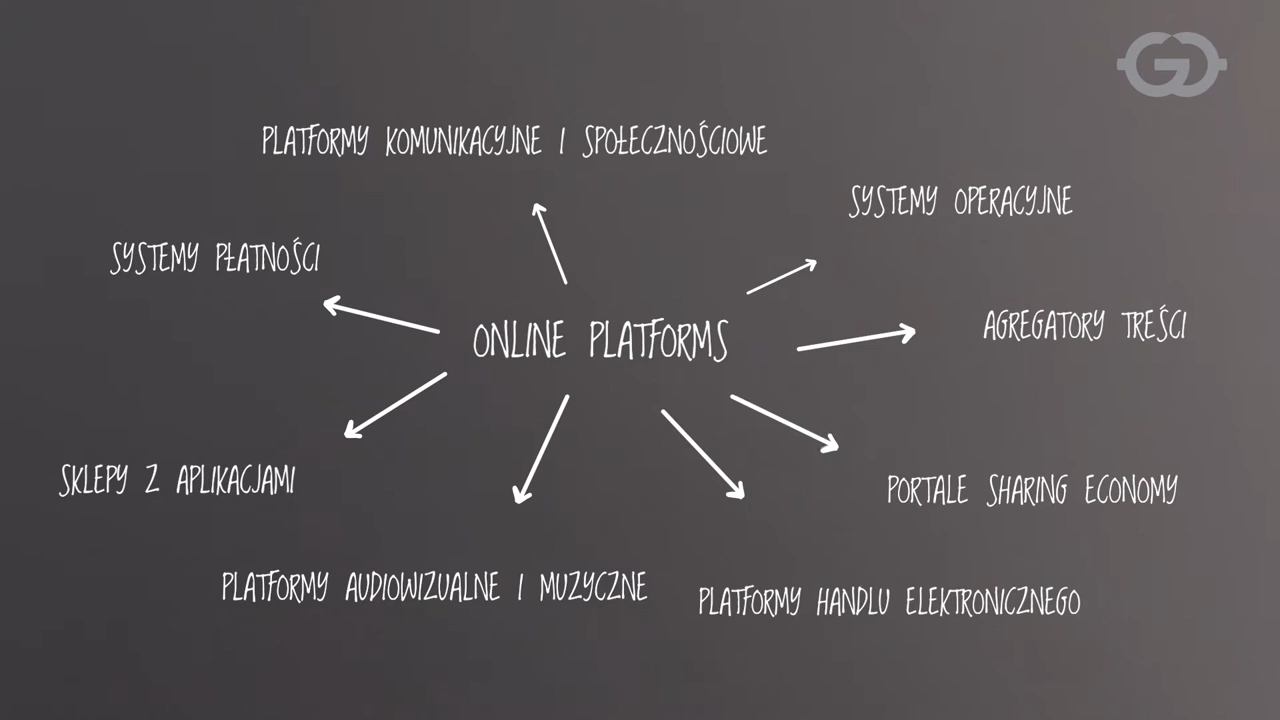 PLATFORMY KOMUNIKACYJNE I SPOŁECZNOŚCIOWE
SYSTEMY OPERACYJNE
SYSTEMY PŁATNOŚCI
AGREGATORY TREŚCI
ONLINE PLATFORMS
SKLEPY Z APLIKACJAMI
PORTALE SHARING ECONOMY
PLATFORMY AUDIOWIZUALNE I MUZYCZNE
PLATFORMY HANDLU ELEKTRONICZNEGO